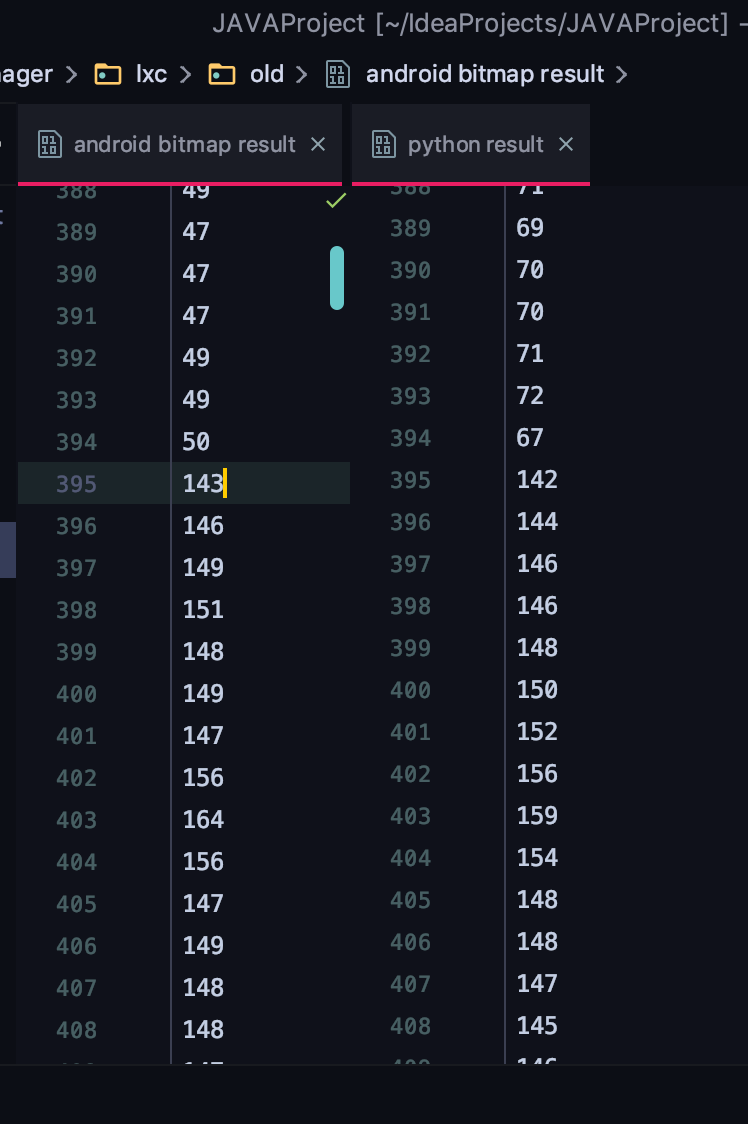 JAVAProject [~/IdeaProjects/JAVAProject] –
ager > lxc > old > android bitmap result >
android bitmap result × python result ×
388 49 388 71
389 47 389 69
390 47 390 70
391 47 391 70
392 49 392 71
393 49 393 72
394 50 394 67
395 143 395 142
396 146 396 144
397 149 397 146
398 151 398 146
399 148 399 148
400 149 400 150
401 147 401 152
402 156 402 156
403 164 403 159
404 156 404 154
405 147 405 148
406 149 406 148
407 148 407 147
408 148 408 145